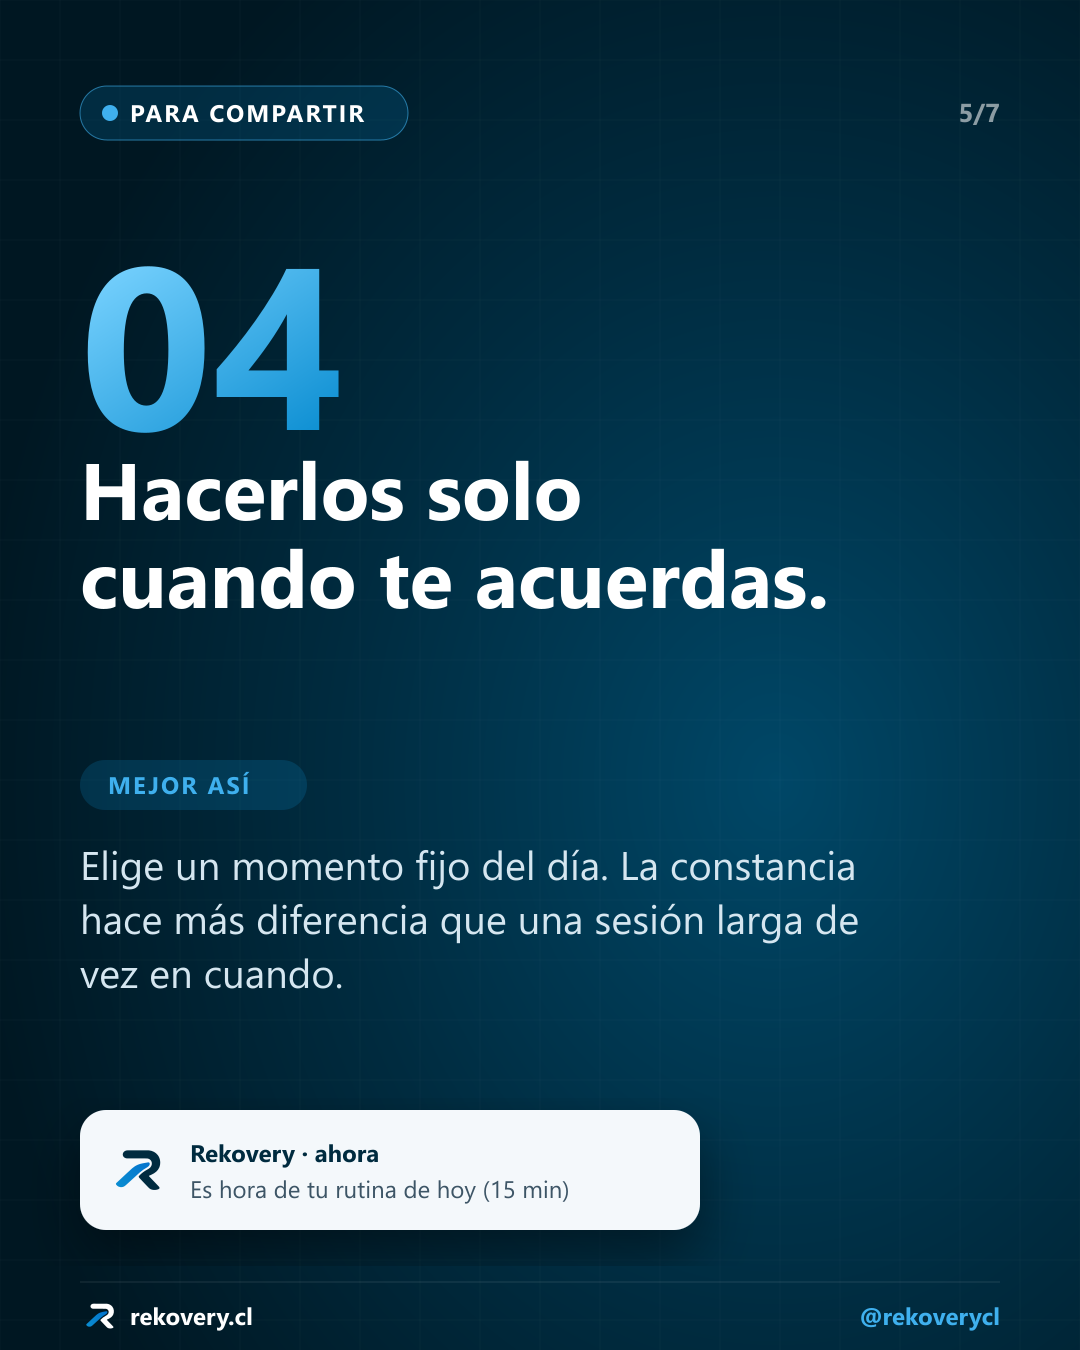 PARA COMPARTIR
5/7
04
Hacerlos solo
cuando te acuerdas.
MEJOR ASÍ
Elige un momento fijo del día. La constancia
hace más diferencia que una sesión larga de
vez en cuando.
Rekovery · ahora
Es hora de tu rutina de hoy (15 min)
rekovery.cl
@rekoverycl